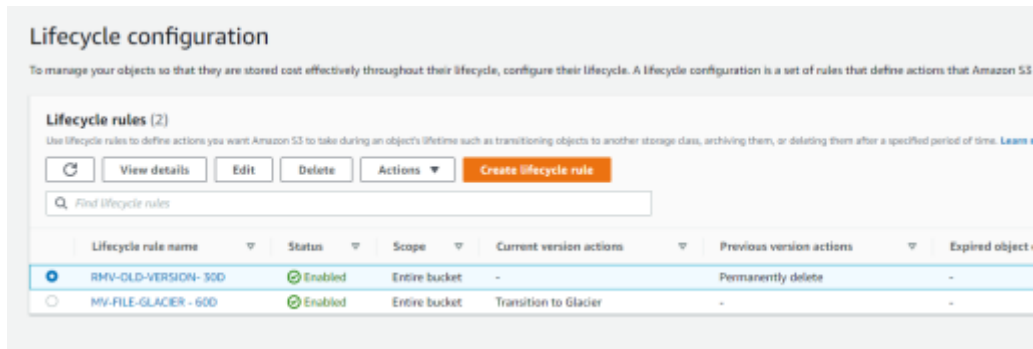 Lifecycle configuration
To manage your objects so that they are stored cost effectively throughout their lifecycle, configure their lifecycle. A lifecycle configuration is a set of rules that define actions that Amazon S3
Lifecycle rules (2)
Use lifecycle rules to define actions you want Amazon S3 to take during an object's lifetime such as transitioning objects to another storage class, archiving them, or deleting them after a specified period of time. Learn
View details Edit Delete Actions Create lifecycle rule
Find lifecycle rules
Lifecycle rule name Status Scope Current version actions Previous version actions Expired object
RMV-OLD-VERSION- 30D Enabled Entire bucket - Permanently delete -
MV-FILE-GLACIER - 60D Enabled Entire bucket Transition to Glacier - -